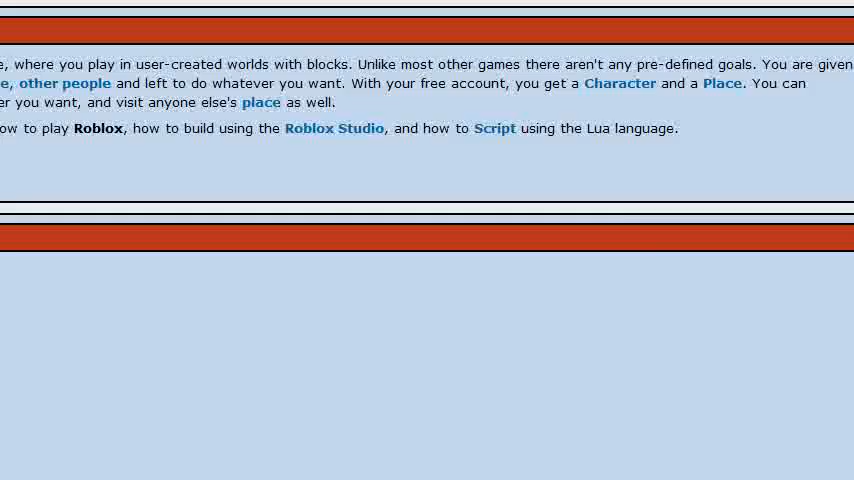 e, where you play in user-created worlds with blocks. Unlike most other games there aren't any pre-defined goals. You are given
e, other people and left to do whatever you want. With your free account, you get a Character and a Place. You can
er you want, and visit anyone else's place as well.
ow to play Roblox, how to build using the Roblox Studio, and how to Script using the Lua language.